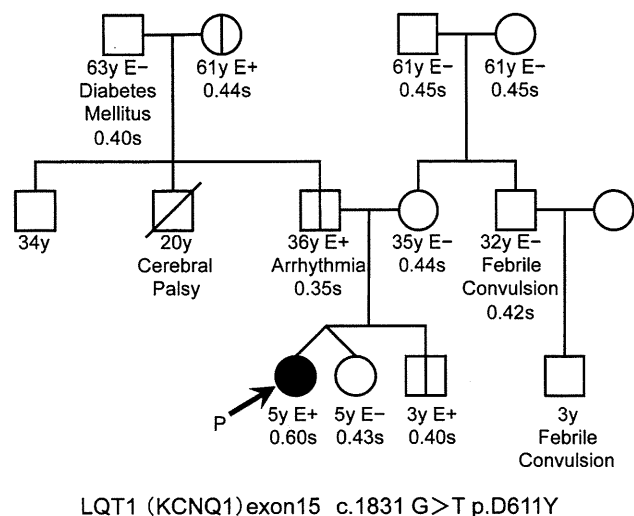 63y E−
Diabetes
Mellitus
0.40s
61y E+
0.44s
61y E−
0.45s
61y E−
0.45s
34y
20y
Cerebral
Palsy
36y E+
Arrhythmia
0.35s
35y E−
0.44s
32y E−
Febrile
Convulsion
0.42s
P
5y E+
0.60s
5y E−
0.43s
3y E+
0.40s
3y
Febrile
Convulsion
LQT1 (KCNQ1) exon15 c.1831 G>T p.D611Y